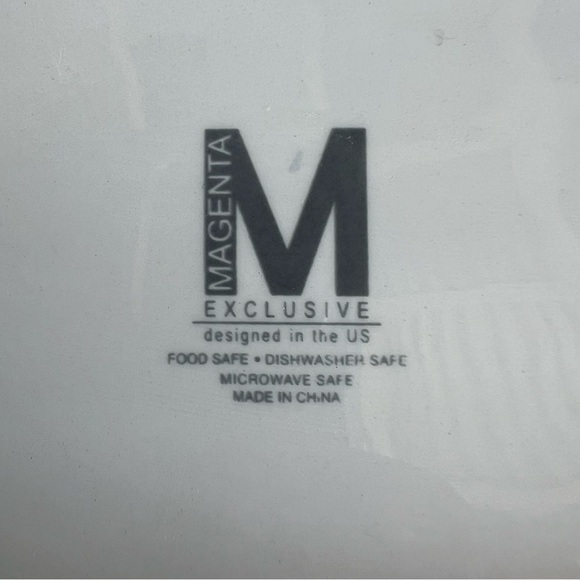 MAGENTA
M
EXCLUSIVE
designed in the US
FOOD SAFE • DISHWASHER SAFE
MICROWAVE SAFE
MADE IN CHINA